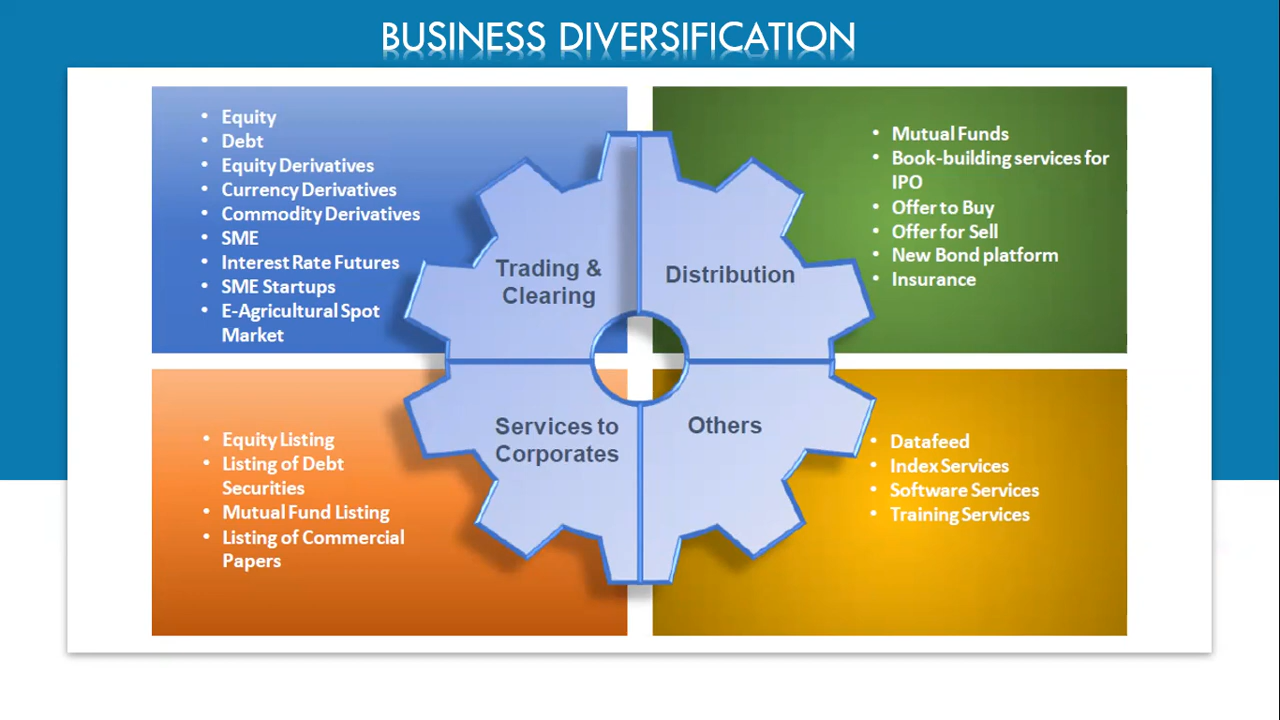 BUSINESS DIVERSIFICATION
• Equity
• Debt
• Equity Derivatives
• Currency Derivatives
• Commodity Derivatives
• SME
• Interest Rate Futures
• SME Startups
• E-Agricultural Spot
Market
Trading &
Clearing
Distribution
• Mutual Funds
• Book-building services for
IPO
• Offer to Buy
• Offer for Sell
• New Bond platform
• Insurance
• Equity Listing
• Listing of Debt
Securities
• Mutual Fund Listing
• Listing of Commercial
Papers
Services to
Corporates
Others
• Datafeed
• Index Services
• Software Services
• Training Services